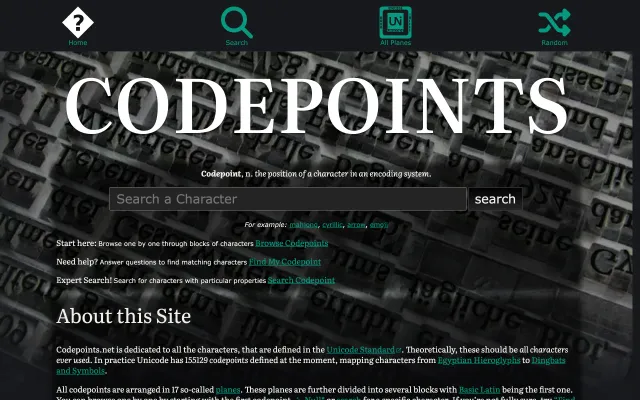 Home
Search
All Planes
Random
CODEPOINTS
Codepoint, n. the position of a character in an encoding system.
Search a Character
search
For example: mahjong, cyrillic, arrow, emoji.
Start here: Browse one by one through blocks of characters Browse Codepoints
Need help? Answer questions to find matching characters Find My Codepoint
Expert Search! Search for characters with particular properties Search Codepoint
About this Site
Codepoints.net is dedicated to all the characters, that are defined in the Unicode Standard. Theoretically, these should be all characters
ever used. In practice Unicode has 155129 codepoints defined at the moment, mapping characters from Egyptian Hieroglyphs to Dingbats
and Symbols.
All codepoints are arranged in 17 so-called planes. These planes are further divided into several blocks with Basic Latin being the first one.